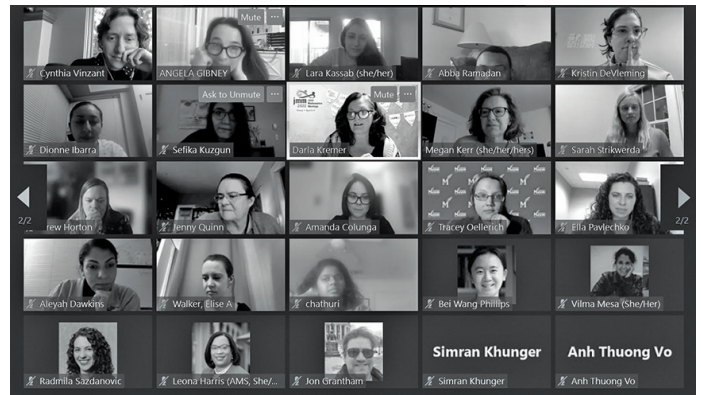 Mute ...
Cynthia Vinzant
ANGELA GIBNEY
Lara Kassab (she/her)
Abba Ramadan
Kristin DeVleming
Ask to Unmute ...
jmm
2022
Mute ...
Dionne Ibarra
Sefika Kuzgun
Darla Kremer
Megan Kerr (she/her/hers)
Sarah Strikwerda
2/2
2/2
rew Horton
Jenny Quinn
Amanda Colunga
Tracey Oellerich
Ella Pavlechko
Aleyah Dawkins
Walker, Elise A
chathuri
Bei Wang Phillips
Vilma Mesa (She/Her)
Simran Khunger
Anh Thuong Vo
Radmila Sazdanovic
Leona Harris (AMS, She/...
Jon Grantham
Simran Khunger
Anh Thuong Vo